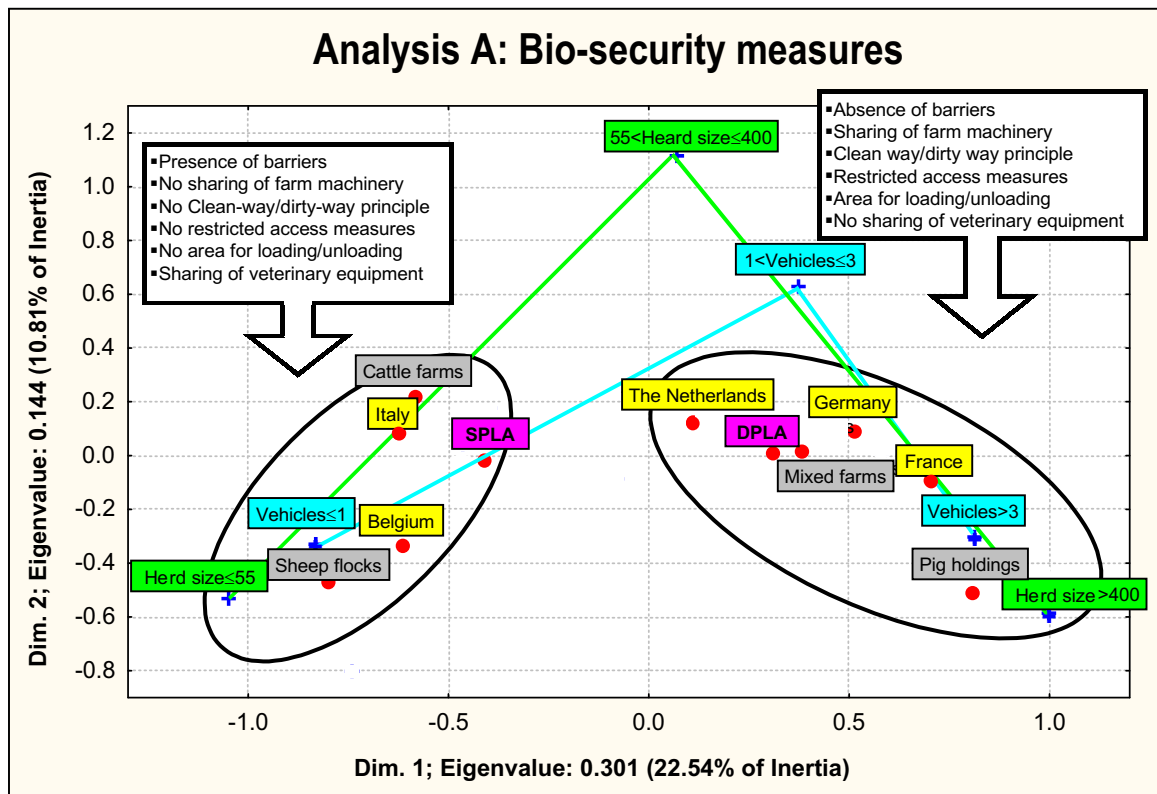 Analysis A: Bio-security measures
▪Presence of barriers
▪No sharing of farm machinery
▪No Clean-way/dirty-way principle
▪No restricted access measures
▪No area for loading/unloading
▪Sharing of veterinary equipment
▪Absence of barriers
▪Sharing of farm machinery
▪Clean way/dirty way principle
▪Restricted access measures
▪Area for loading/unloading
▪No sharing of veterinary equipment
55<Heard size≤400
1<Vehicles≤3
Cattle farms
Italy
SPLA
Vehicles≤1
Belgium
Sheep flocks
Herd size≤55
The Netherlands
Germany
DPLA
s
Mixed farms
France
Vehicles>3
Pig holdings
Herd size>400
1.2
1.0
0.8
0.6
0.4
0.2
0.0
-0.2
-0.4
-0.6
-0.8
-1.0
-0.5
0.0
0.5
1.0
Dim. 2; Eigenvalue: 0.144 (10.81% of Inertia)
Dim. 1; Eigenvalue: 0.301 (22.54% of Inertia)